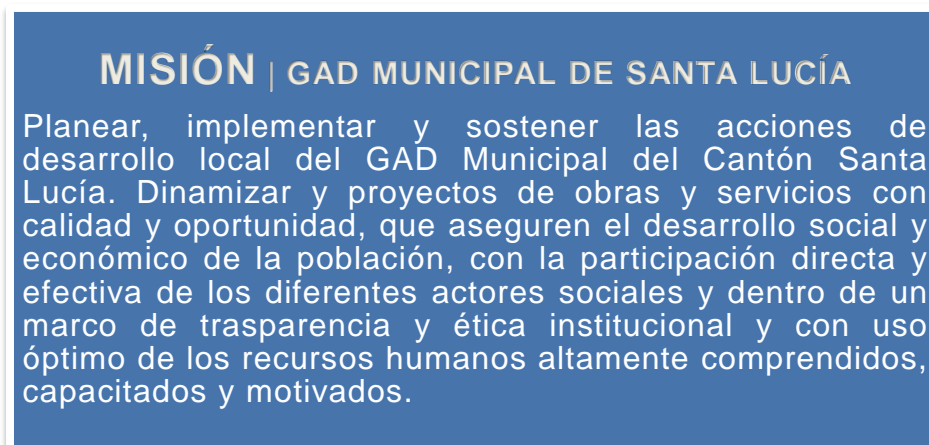 MISIÓN | GAD MUNICIPAL DE SANTA LUCÍA
Planear, implementar y sostener las acciones de
desarrollo local del GAD Municipal del Cantón Santa
Lucía. Dinamizar y proyectos de obras y servicios con
calidad y oportunidad, que aseguren el desarrollo social y
económico de la población, con la participación directa y
efectiva de los diferentes actores sociales y dentro de un
marco de trasparencia y ética institucional y con uso
óptimo de los recursos humanos altamente comprendidos,
capacitados y motivados.